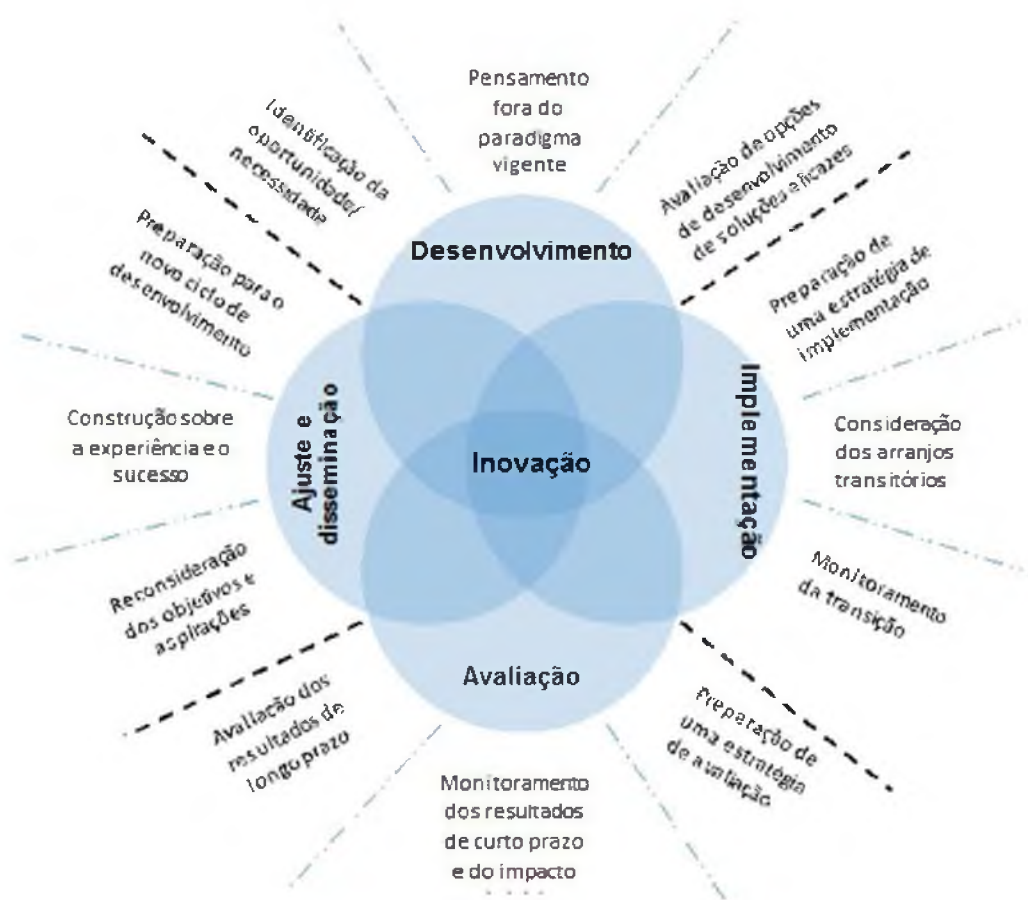 Pensamento
fora do
paradigma
vigente
Avaliação de opções
de desenvolvimento
de soluções eficazes
Preparação de
uma estratégia de
implementação
Consideração
dos arranjos
transitórios
Monitoramento
da transição
Preparação de
uma estratégia
de avaliação
Monitoramento
dos resultados
de curto prazo
e do impacto
Avaliação dos
resultados de
longo prazo
Reconsideração
dos objetivos e
aspirações
Construção sobre
a experiência e o
sucesso
Preparação para o
novo ciclo de
desenvolvimento
Identificação da
oportunidade/
necessidade
Desenvolvimento
Implementação
Avaliação
Ajuste e
disseminação
Inovação